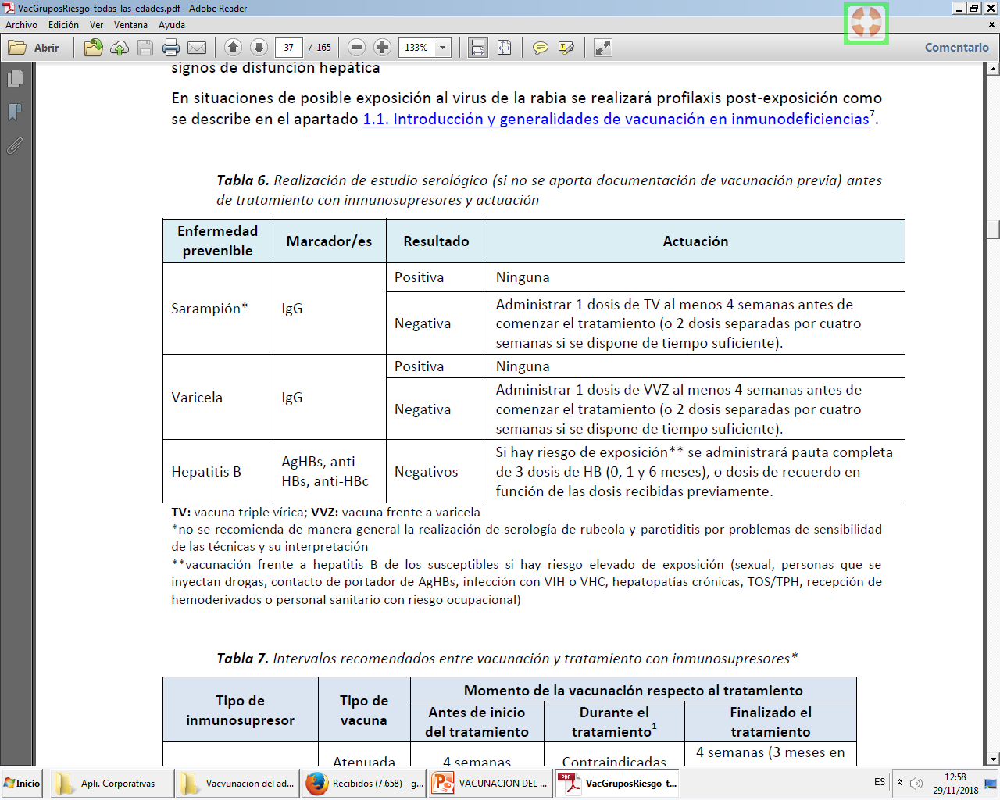 VacGruposRiesgo_todas_las_edades.pdf - Adobe Reader
Archivo Edición Ver Ventana Ayuda
Abrir 37 / 165 133% Comentario
signos de disfunción hepática
En situaciones de posible exposición al virus de la rabia se realizará profilaxis post-exposición como
se describe en el apartado 1.1. Introducción y generalidades de vacunación en inmunodeficiencias7.
Tabla 6. Realización de estudio serológico (si no se aporta documentación de vacunación previa) antes
de tratamiento con inmunosupresores y actuación
Enfermedad
prevenible
Marcador/es
Resultado
Actuación
Sarampión*
IgG
Positiva
Ninguna
Negativa
Administrar 1 dosis de TV al menos 4 semanas antes de
comenzar el tratamiento (o 2 dosis separadas por cuatro
semanas si se dispone de tiempo suficiente).
Varicela
IgG
Positiva
Ninguna
Negativa
Administrar 1 dosis de VVZ al menos 4 semanas antes de
comenzar el tratamiento (o 2 dosis separadas por cuatro
semanas si se dispone de tiempo suficiente).
Hepatitis B
AgHBs, anti-
HBs, anti-HBc
Negativos
Si hay riesgo de exposición** se administrará pauta completa
de 3 dosis de HB (0, 1 y 6 meses), o dosis de recuerdo en
función de las dosis recibidas previamente.
TV: vacuna triple vírica; VVZ: vacuna frente a varicela
*no se recomienda de manera general la realización de serología de rubeola y parotiditis por problemas de sensibilidad
de las técnicas y su interpretación
**vacunación frente a hepatitis B de los susceptibles si hay riesgo elevado de exposición (sexual, personas que se
inyectan drogas, contacto de portador de AgHBs, infección con VIH o VHC, hepatopatías crónicas, TOS/TPH, recepción de
hemoderivados o personal sanitario con riesgo ocupacional)
Tabla 7. Intervalos recomendados entre vacunación y tratamiento con inmunosupresores*
Tipo de
inmunosupresor
Tipo de
vacuna
Momento de la vacunación respecto al tratamiento
Antes de inicio
del tratamiento
Durante el
tratamiento1
Finalizado el
tratamiento
Atenuada
4 semanas
Contraindicadas
4 semanas (3 meses en
Inicio
Apli. Corporativas
Vacvunacion del ad...
Recibidos (7.658) - g...
VACUNACION DEL ...
PDF
VacGruposRiesgo_t...
ES
12:58
29/11/2018